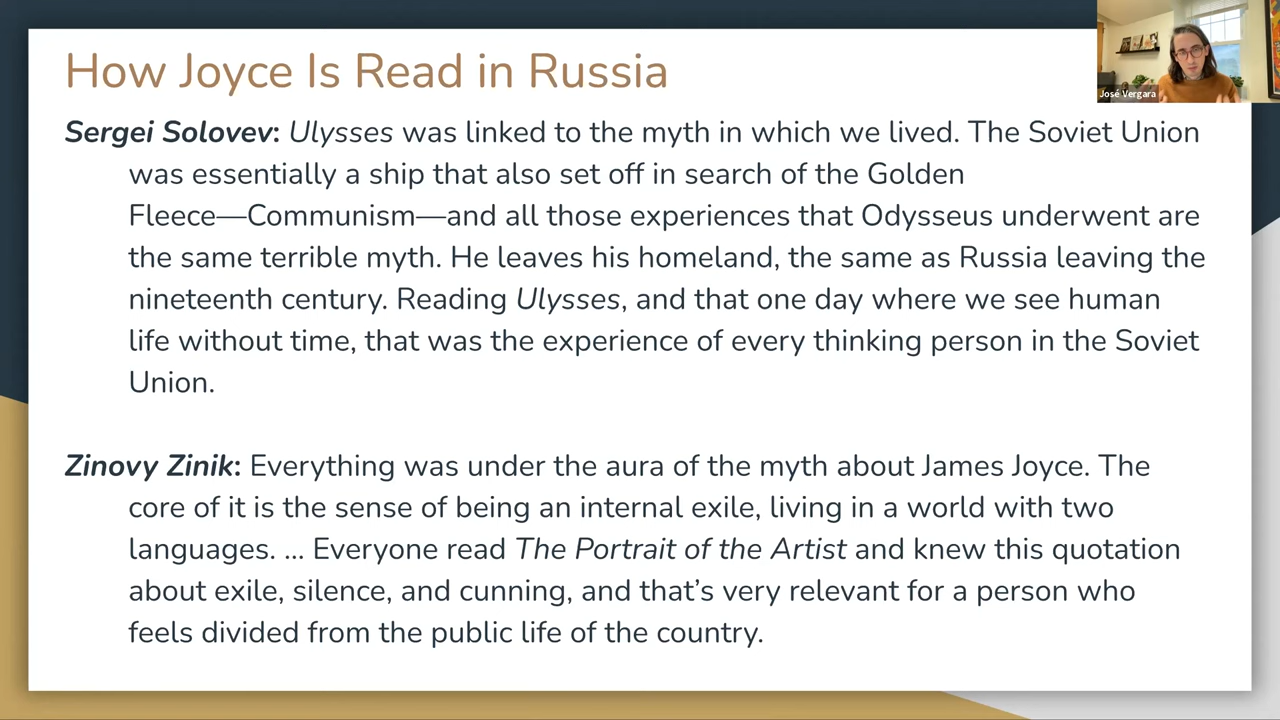 How Joyce Is Read in Russia
José Vergara
Sergei Solovev: Ulysses was linked to the myth in which we lived. The Soviet Union
was essentially a ship that also set off in search of the Golden
Fleece—Communism—and all those experiences that Odysseus underwent are
the same terrible myth. He leaves his homeland, the same as Russia leaving the
nineteenth century. Reading Ulysses, and that one day where we see human
life without time, that was the experience of every thinking person in the Soviet
Union.
Zinovy Zinik: Everything was under the aura of the myth about James Joyce. The
core of it is the sense of being an internal exile, living in a world with two
languages. ... Everyone read The Portrait of the Artist and knew this quotation
about exile, silence, and cunning, and that’s very relevant for a person who
feels divided from the public life of the country.